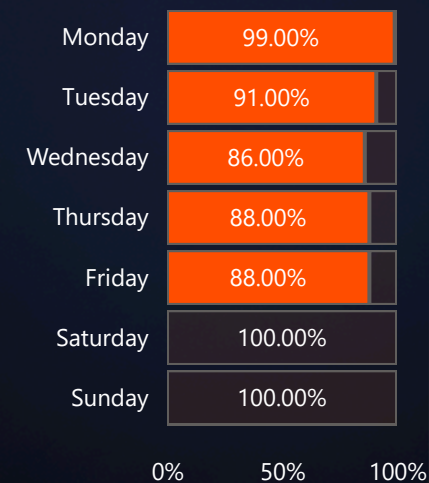 Monday 99.00%
Tuesday 91.00%
Wednesday 86.00%
Thursday 88.00%
Friday 88.00%
Saturday 100.00%
Sunday 100.00%
0% 50% 100%